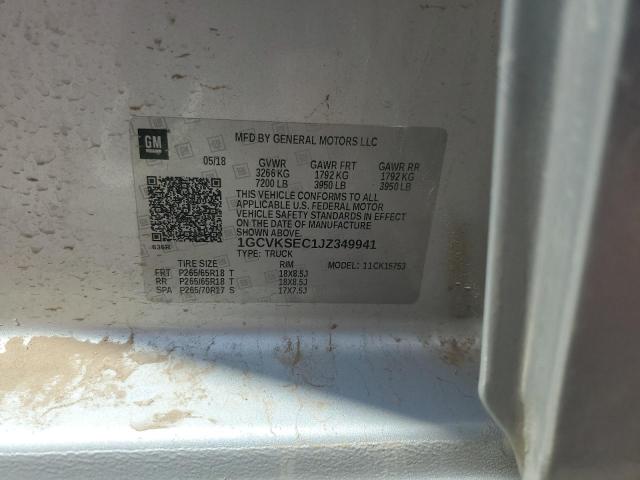 GM
MFD BY GENERAL MOTORS LLC
05/18 GVWR GAWR FRT GAWR RR
3266 KG 1792 KG 1792 KG
7200 LB 3950 LB 3950 LB
THIS VEHICLE CONFORMS TO ALL
APPLICABLE U.S. FEDERAL MOTOR
VEHICLE SAFETY STANDARDS IN EFFECT
ON THE DATE OF MANUFACTURE
SHOWN ABOVE.
1GCVKSEC1JZ349941
TYPE: TRUCK MODEL: 11CK15753
TIRE SIZE RIM
FRT P265/65R18 T 18X8.5J
RR P265/65R18 T 18X8.5J
SPA P265/70R17 S 17X7.5J